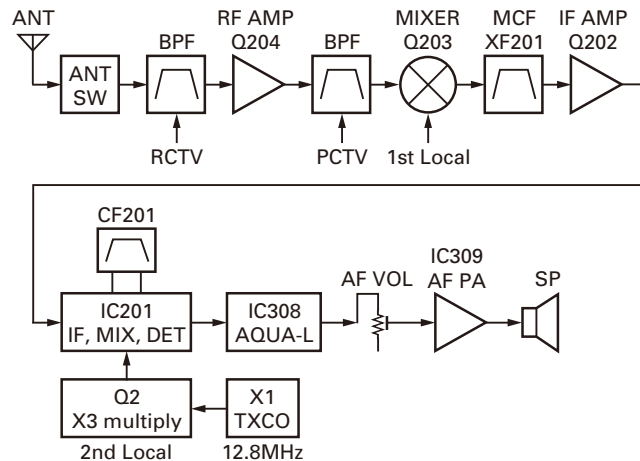 ANT
ANT
SW
BPF
RCTV
RF AMP
Q204
BPF
PCTV
MIXER
Q203
1st Local
MCF
XF201
IF AMP
Q202
CF201
IC201
IF, MIX, DET
IC308
AQUA-L
AF VOL
IC309
AF PA
SP
Q2
X3 multiply
2nd Local
X1
TXCO
12.8MHz